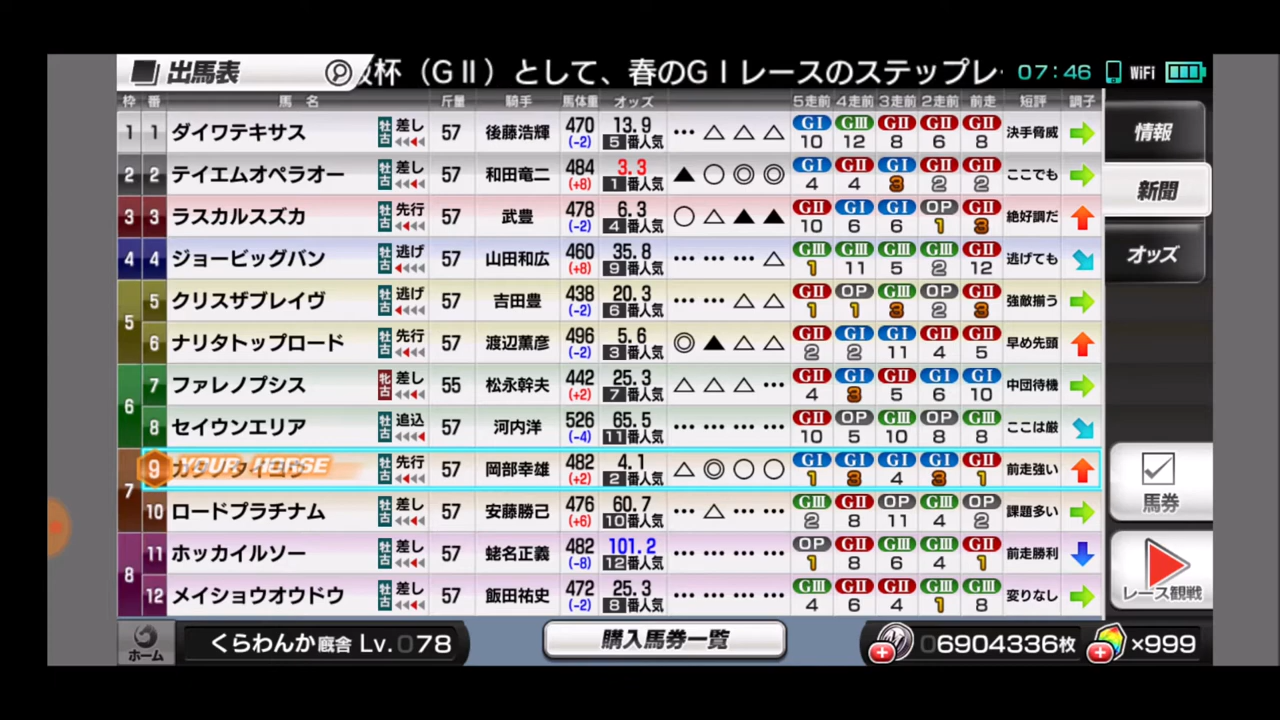 出馬表 杯（GⅡ）として、春のGⅠレースのステップレ 07:46 WiFi
枠 番 馬名 斤量 騎手 馬体重 オッズ 5走前 4走前 3走前 2走前 前走 短評 調子
1 1 ダイワテキサス 牡古 差し 57 後藤浩輝 470 (-2) 13.9 5番人気 … △ △ △ GⅠ 10 GⅢ 12 GⅡ 8 GⅡ 6 GⅡ 8 決手脅威
2 2 テイエムオペラオー 牡古 差し 57 和田竜二 484 (+8) 3.3 1番人気 ▲ ○ ◎ ◎ GⅠ 4 GⅡ 4 GⅠ 3 GⅡ 2 GⅡ 2 ここでも
3 3 ラスカルスズカ 牡古 先行 57 武豊 478 (-2) 6.3 4番人気 ○ △ ▲ ▲ GⅡ 10 GⅠ 6 GⅠ 6 OP 1 GⅡ 3 絶好調だ
4 4 ジョービッグバン 牡古 逃げ 57 山田和広 460 (+8) 35.8 9番人気 … … … △ GⅢ 1 GⅢ 11 GⅢ 5 GⅢ 2 GⅡ 12 逃げても
5 5 クリスザブレイヴ 牡古 逃げ 57 吉田豊 438 (-2) 20.3 6番人気 … … △ △ GⅡ 1 OP 1 GⅢ 3 OP 2 GⅡ 3 強敵揃う
6 ナリタトップロード 牡古 先行 57 渡辺薫彦 496 (-2) 5.6 3番人気 ◎ ▲ △ △ GⅡ 2 GⅠ 2 GⅠ 11 GⅡ 4 GⅡ 5 早め先頭
6 7 ファレノプシス 牝古 差し 55 松永幹夫 442 (+2) 25.3 7番人気 △ △ △ … GⅡ 4 GⅠ 3 GⅡ 5 GⅠ 6 GⅠ 10 中団待機
8 セイウンエリア 牡古 追込 57 河内洋 526 (-4) 65.5 11番人気 … … … … GⅡ 10 OP 5 GⅢ 10 OP 8 GⅢ 8 ここは厳
7 9 YOUR HORSE 牡古 先行 57 岡部幸雄 482 (+2) 4.1 2番人気 △ ◎ ○ ○ GⅠ 1 GⅠ 3 GⅠ 4 GⅠ 3 GⅡ 1 前走強い
10 ロードプラチナム 牡古 差し 57 安藤勝己 476 (+6) 60.7 10番人気 … △ … … GⅢ 2 GⅡ 8 OP 11 GⅢ 4 OP 2 課題多い
8 11 ホッカイルソー 牡古 差し 57 蛯名正義 482 (-8) 101.2 12番人気 … … … … OP 1 GⅡ 8 GⅢ 6 GⅢ 4 GⅡ 1 前走勝利
12 メイショウオウドウ 牡古 差し 57 飯田祐史 472 (-2) 25.3 8番人気 … … … … GⅢ 4 GⅡ 6 GⅡ 4 GⅢ 1 GⅢ 8 変りなし
情報
新聞
オッズ
馬券
レース観戦
ホーム くらわんか厩舎 Lv.078 購入馬券一覧 06904336枚 ×999